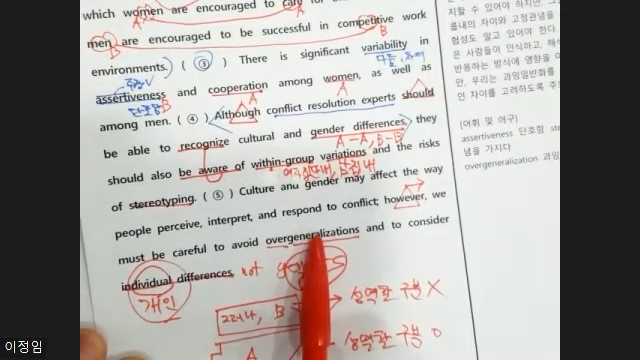 which women are encouraged to care for
A
men are encouraged to be successful in competitive work
B
B
environments. ( ③ ) There is significant variability in
assertiveness and cooperation among women, as well as
단호함
B
A
A
among men. ( ④ ) Although conflict resolution experts should
be able to recognize cultural and gender differences, they
A-A, B-B
should also be aware of within-group variations and the risks
of stereotyping. ( ⑤ ) Culture and gender may affect the way
people perceive, interpret, and respond to conflict; however, we
must be careful to avoid overgeneralizations and to consider
individual differences.
not
개인
그러나, B
성역할 구분 X
A
성역할 구분 O
지할 수 있어야 하지만, 그
룹내의 차이와 고정관념을
험성도 알고 있어야 한다.
은 사람들이 인식하고, 해석
반응하는 방식에 영향을 미
만, 우리는 과잉일반화를
인 차이를 고려하도록 주의
[어휘 및 어구]
assertiveness 단호함
념을 가지다
overgeneralization 과잉
이정임